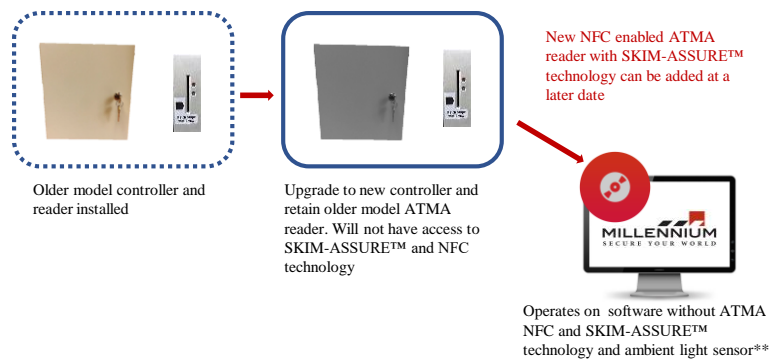 New NFC enabled ATMA
reader with SKIM-ASSURE™
technology can be added at a
later date
Older model controller and
reader installed
Upgrade to new controller and
retain older model ATMA
reader. Will not have access to
SKIM-ASSURE™ and NFC
technology
MILLENNIUM
SECURE YOUR WORLD
Operates on software without ATMA
NFC and SKIM-ASSURE™
technology and ambient light sensor**